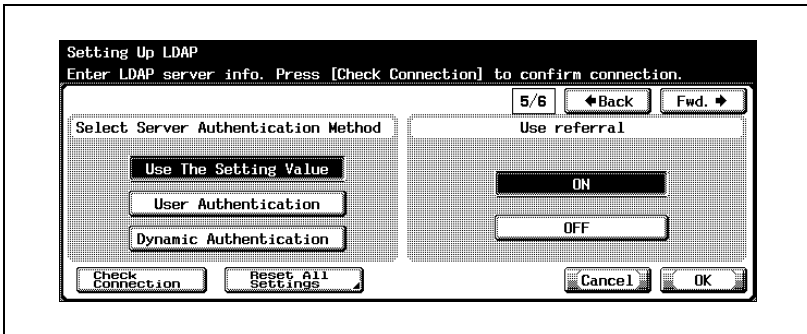 Setting Up LDAP
Enter LDAP server info. Press [Check Connection] to confirm connection.
5/6 ←Back Fwd. →
Select Server Authentication Method
Use The Setting Value
User Authentication
Dynamic Authentication
Use referral
ON
OFF
Check
Connection
Reset All
Settings
Cancel OK